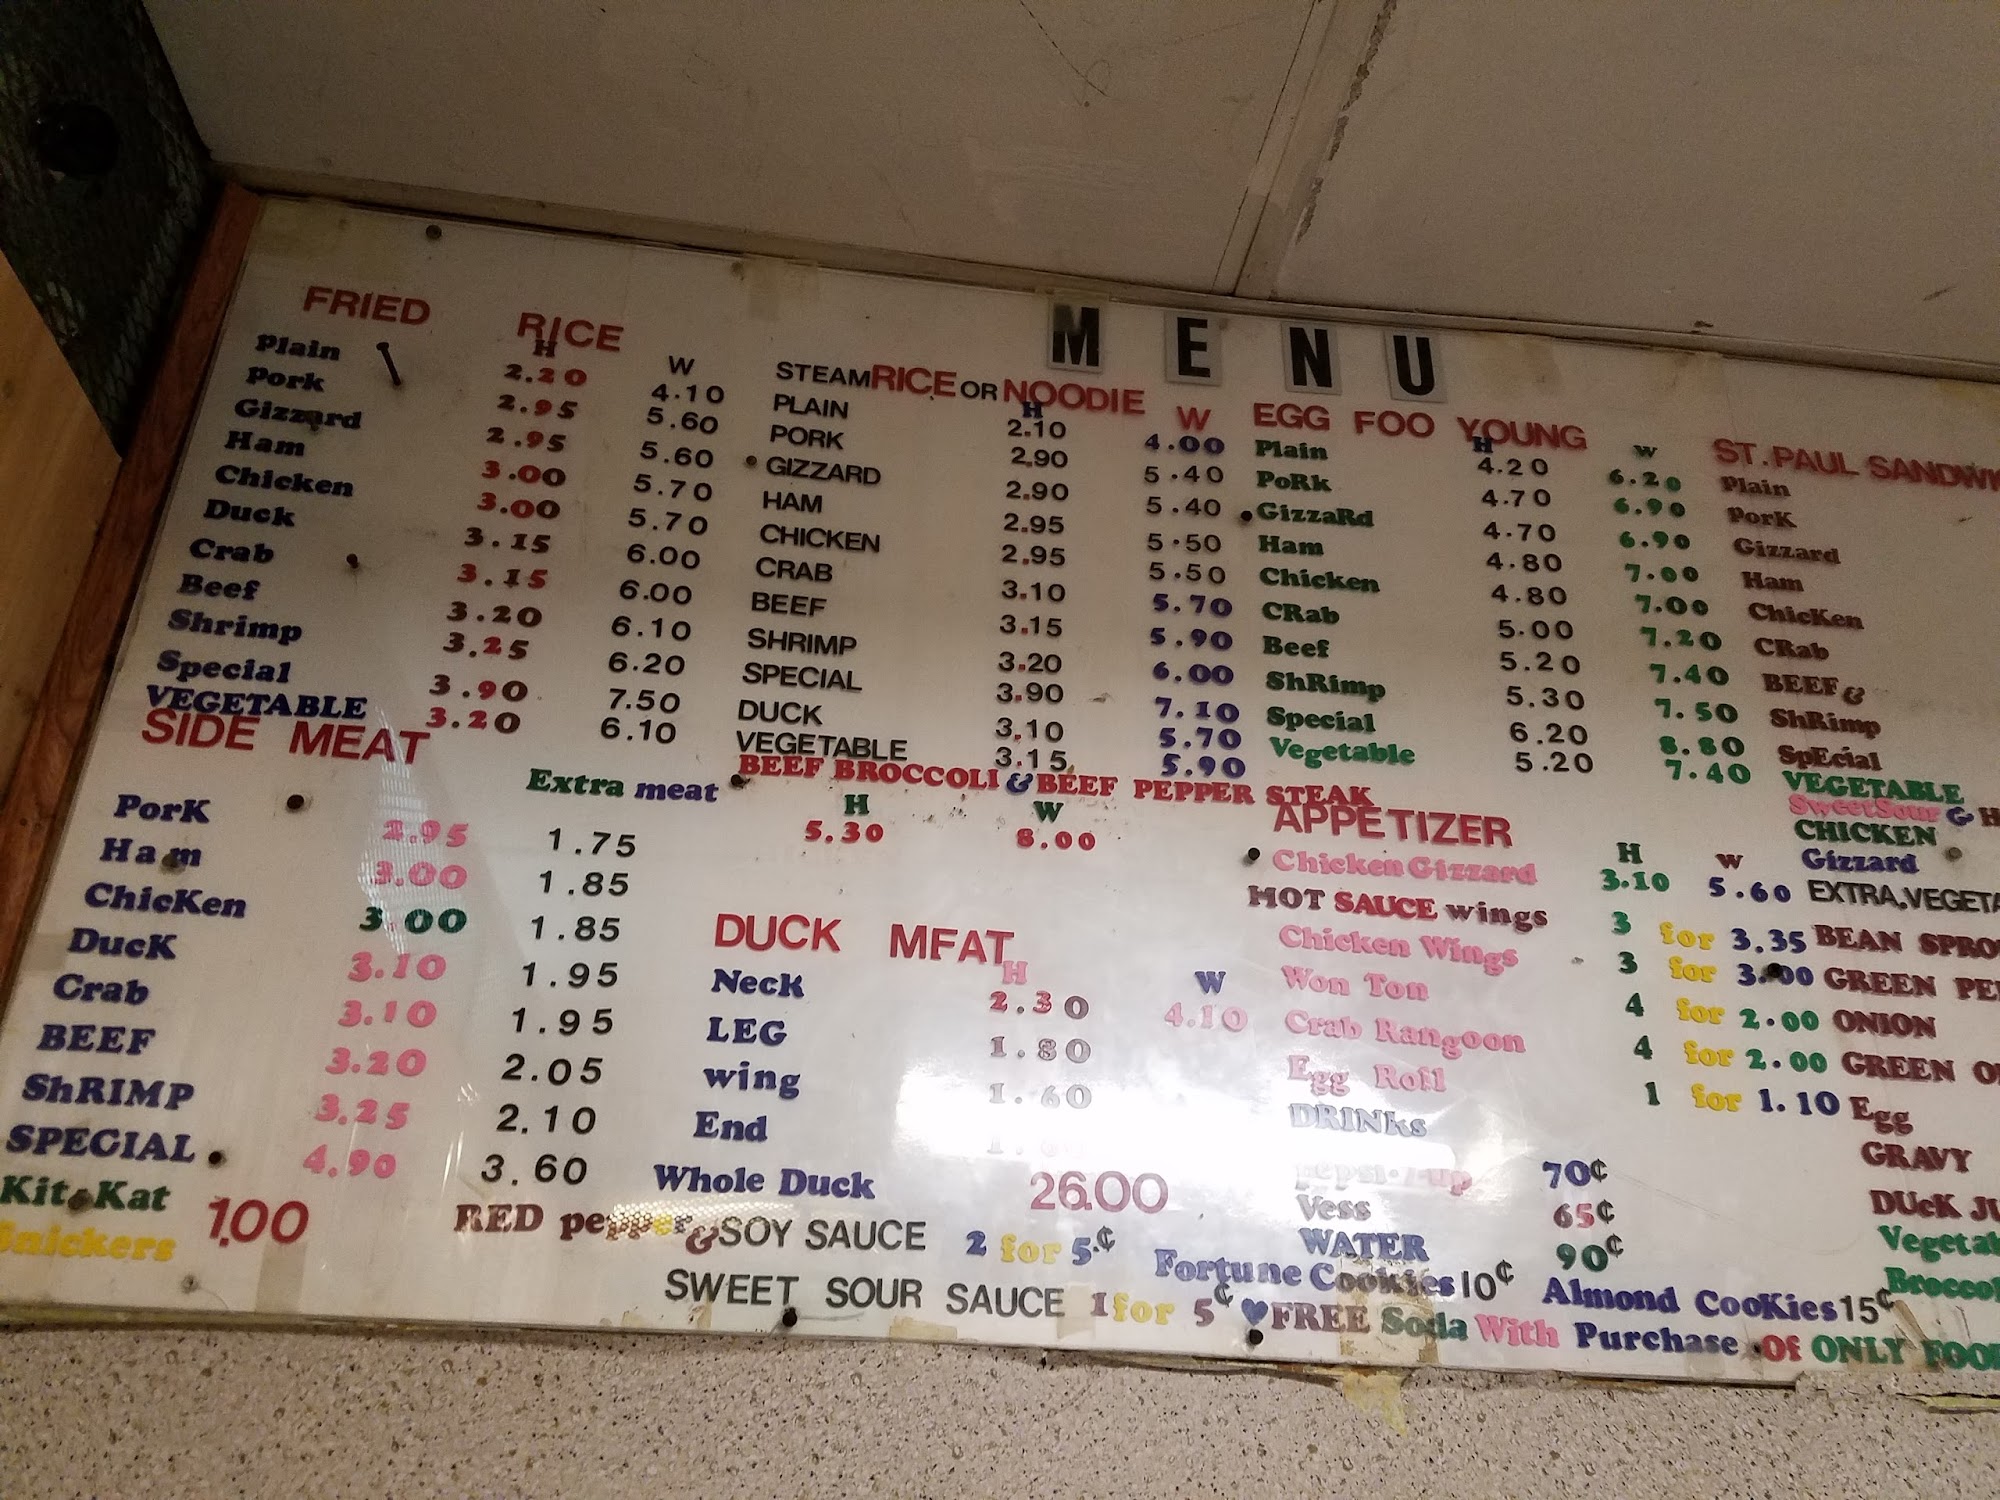 MENU
FRIED RICE
H W
Plain 2.20 4.10
Pork 2.95 5.60
Gizzard 2.95 5.60
Ham 3.00 5.70
Chicken 3.00 5.70
Duck 3.15 6.00
Crab 3.15 6.00
Beef 3.20 6.10
Shrimp 3.25 6.20
Special 3.90 7.50
VEGETABLE 3.20 6.10
SIDE MEAT
Extra meat
PorK 2.95 1.75
Ham 3.00 1.85
ChicKen 3.00 1.85
DucK 3.10 1.95
Crab 3.10 1.95
BEEF 3.20 2.05
ShRIMP 3.25 2.10
SPECIAL 4.90 3.60
Kit Kat
Snickers 1.00
STEAM RICE OR NOODIE
H W
PLAIN 2.10 4.00
PORK 2.90 5.40
GIZZARD 2.90 5.40
HAM 2.95 5.50
CHICKEN 2.95 5.50
CRAB 3.10 5.70
BEEF 3.15 5.90
SHRIMP 3.20 6.00
SPECIAL 3.90 7.10
DUCK 3.10 5.70
VEGETABLE 3.15 5.90
BEEF BROCCOLI & BEEF PEPPER STEAK
H W
5.30 8.00
DUCK MFAT
H W
Neck 2.30 4.10
LEG 1.80
wing 1.60
End
Whole Duck 26.00
RED pepper & SOY SAUCE 2 for 5.¢
SWEET SOUR SAUCE 1 for 5¢
EGG FOO YOUNG
H W
Plain 4.20 6.20
PoRk 4.70 6.90
GizzaRd 4.70 6.90
Ham 4.80 7.00
Chicken 4.80 7.00
CRab 5.00 7.20
Beef 5.20 7.40
ShRimp 5.30 7.50
Special 6.20 8.80
Vegetable 5.20 7.40
APPETIZER
H W
Chicken Gizzard 3.10 5.60
HOT SAUCE wings 3 for 3.35
Chicken Wings 3 for 3.00
Won Ton 4 for 2.00
Crab Rangoon 4 for 2.00
Egg Roll 1 for 1.10
DRINKs
70¢
Vess 65¢
WATER 90¢
Fortune Cookies 10¢ Almond CooKies 15¢
FREE Soda With Purchase Of ONLY
ST. PAUL
Plain
PorK
Gizzard
Ham
ChicKen
CRab
BEEF &
ShRimp
SpEcial
VEGETABLE
SweetSour &
CHICKEN
Gizzard
EXTRA.
BEAN
GREEN
ONION
GREEN
Egg
GRAVY
DUcK